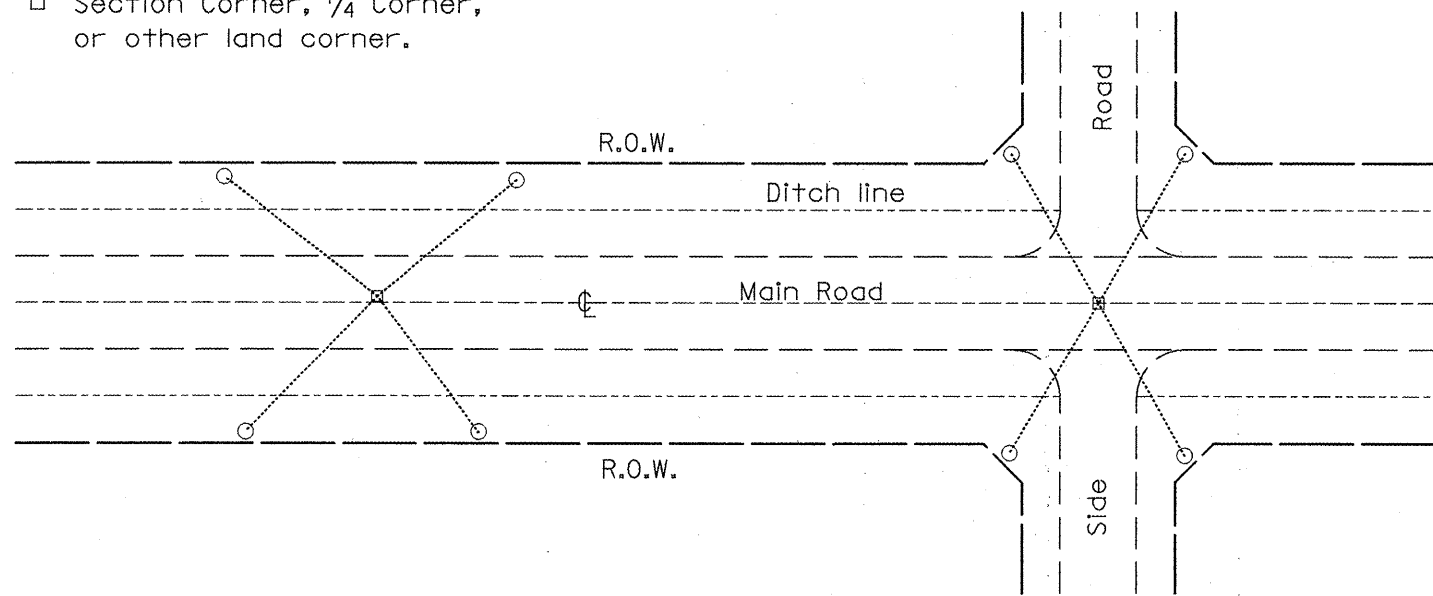 □ Section Corner, 1/4 Corner,
or other land corner.
Road
R.O.W.
Ditch line
Main Road
℄
R.O.W.
Side